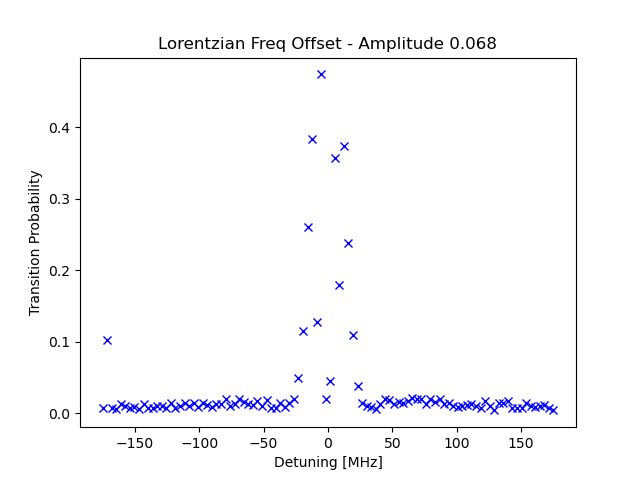 Lorentzian Freq Offset - Amplitude 0.068
Transition Probability
0.4
0.3
0.2
0.1
0.0
−150 −100 −50 0 50 100 150
Detuning [MHz]